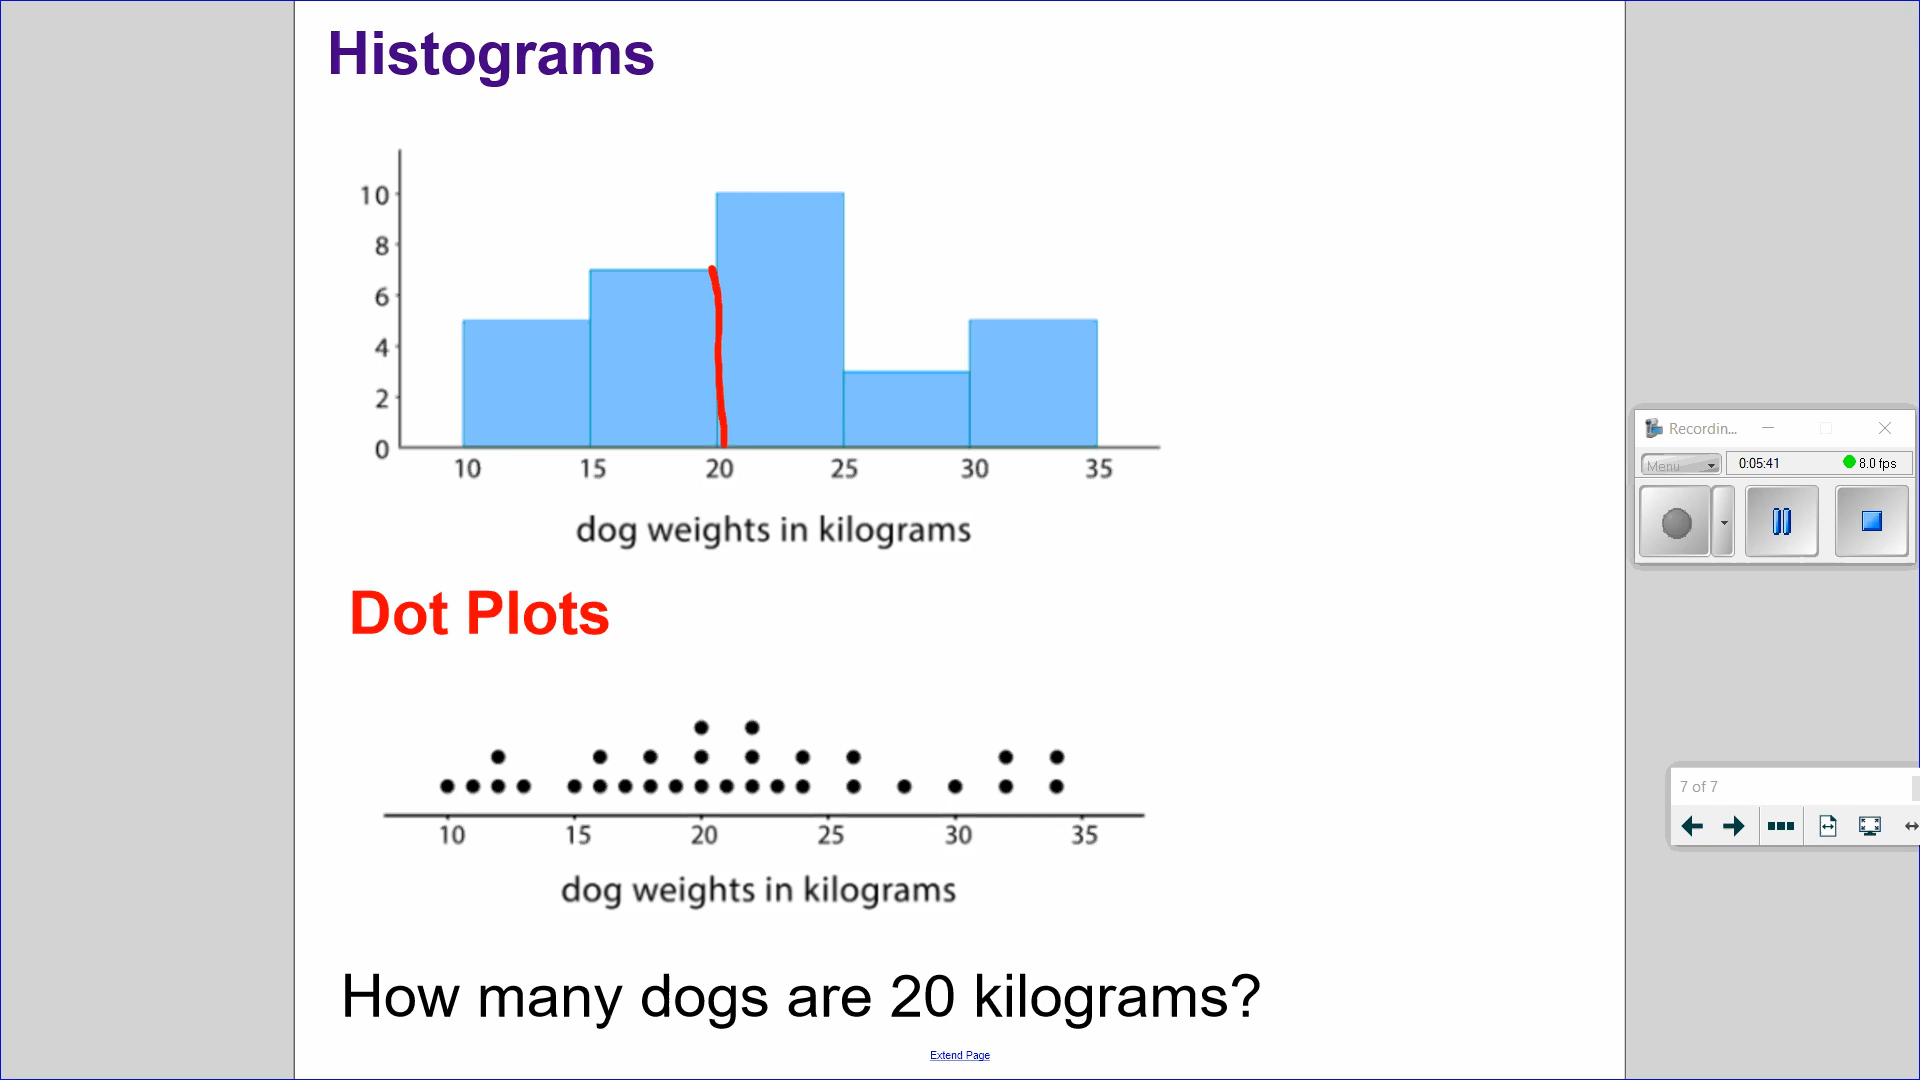 Histograms
10
8
6
4
2
0
10 15 20 25 30 35
dog weights in kilograms
Dot Plots
10 15 20 25 30 35
dog weights in kilograms
How many dogs are 20 kilograms?
Extend Page
Recordin...
Menu 0:05:41 8.0 fps
7 of 7